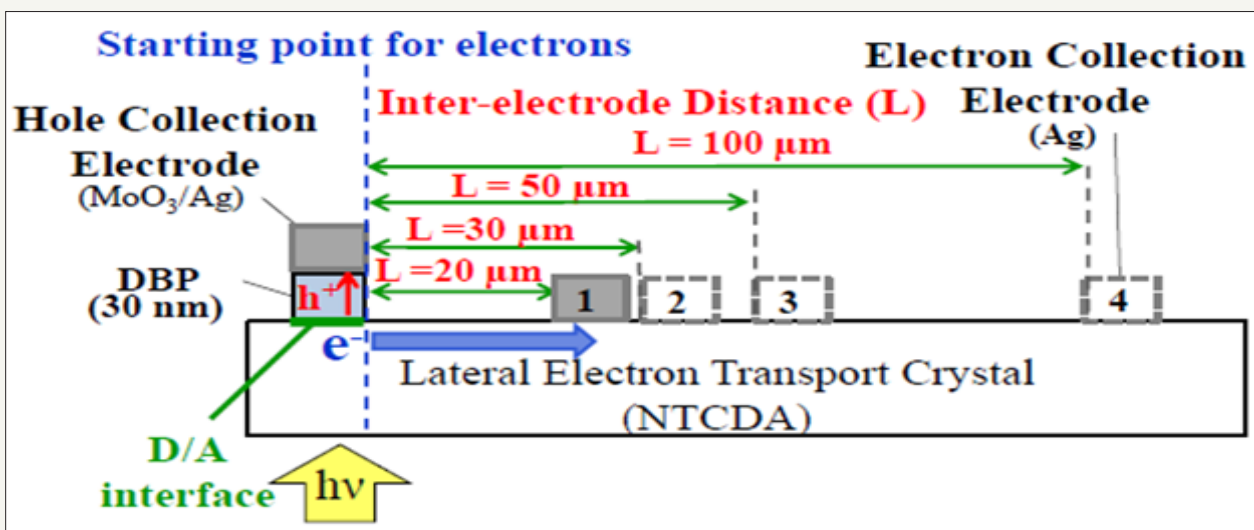 Starting point for electrons
Electron Collection
Electrode
(Ag)
Inter-electrode Distance (L)
Hole Collection
Electrode
(MoO₃/Ag)
L = 100 μm
L = 50 μm
L =30 μm
L =20 μm
DBP
(30 nm)
h⁺
1
2
3
4
e⁻
Lateral Electron Transport Crystal
(NTCDA)
D/A
interface
hν